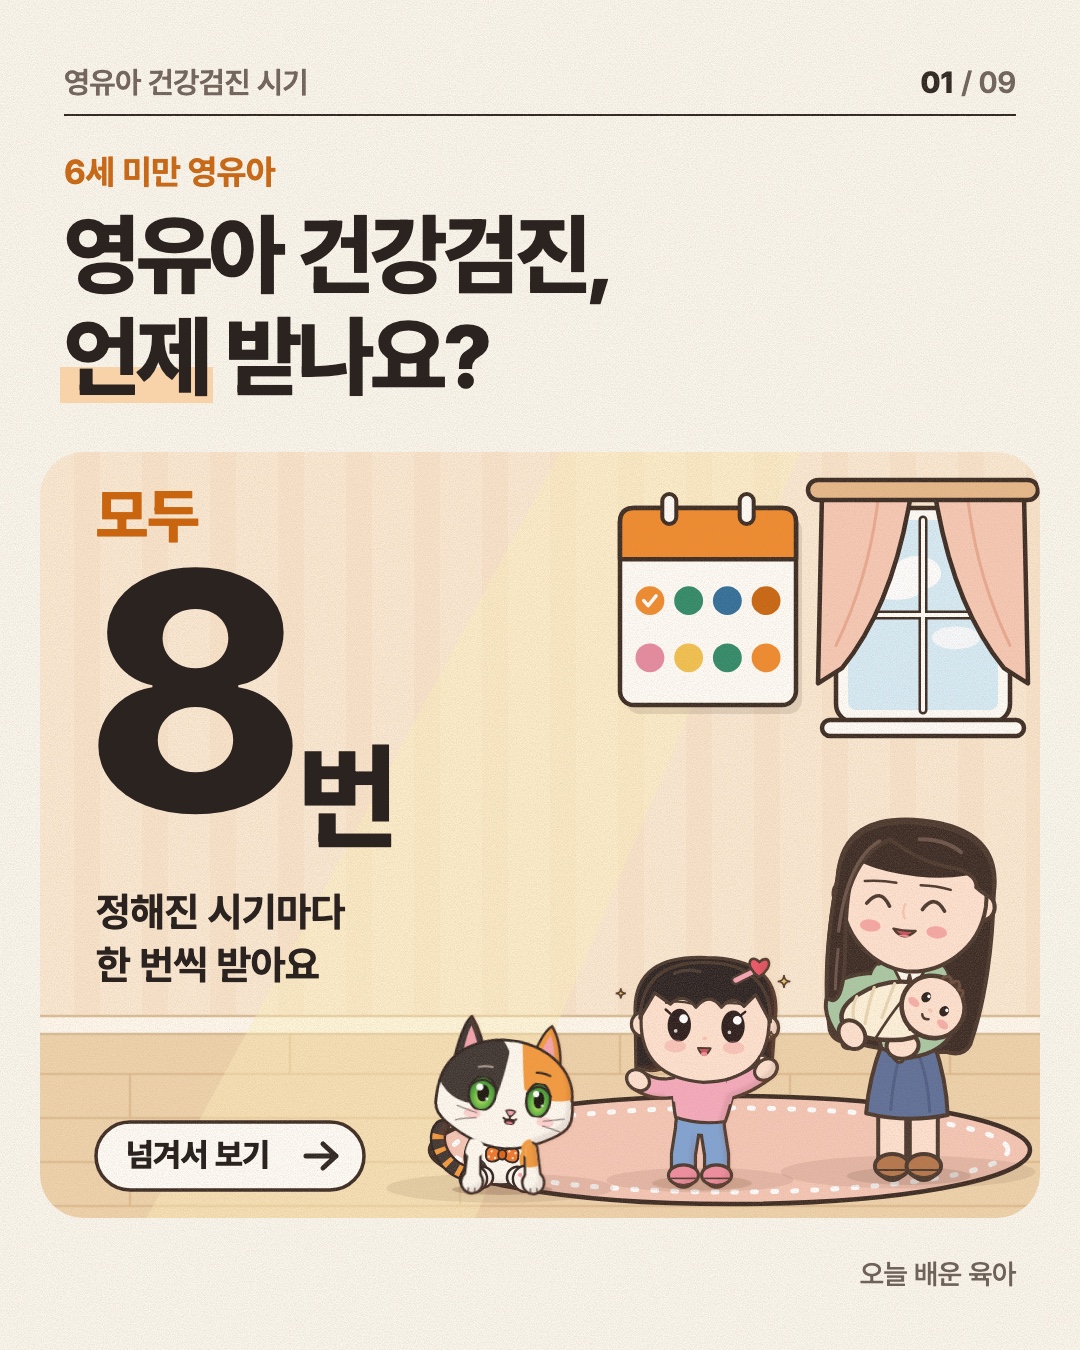 영유아 건강검진 시기
01 / 09
6세 미만 영유아
영유아 건강검진,
언제 받나요?
모두
8번
정해진 시기마다
한 번씩 받아요
넘겨서 보기 →
오늘 배운 육아